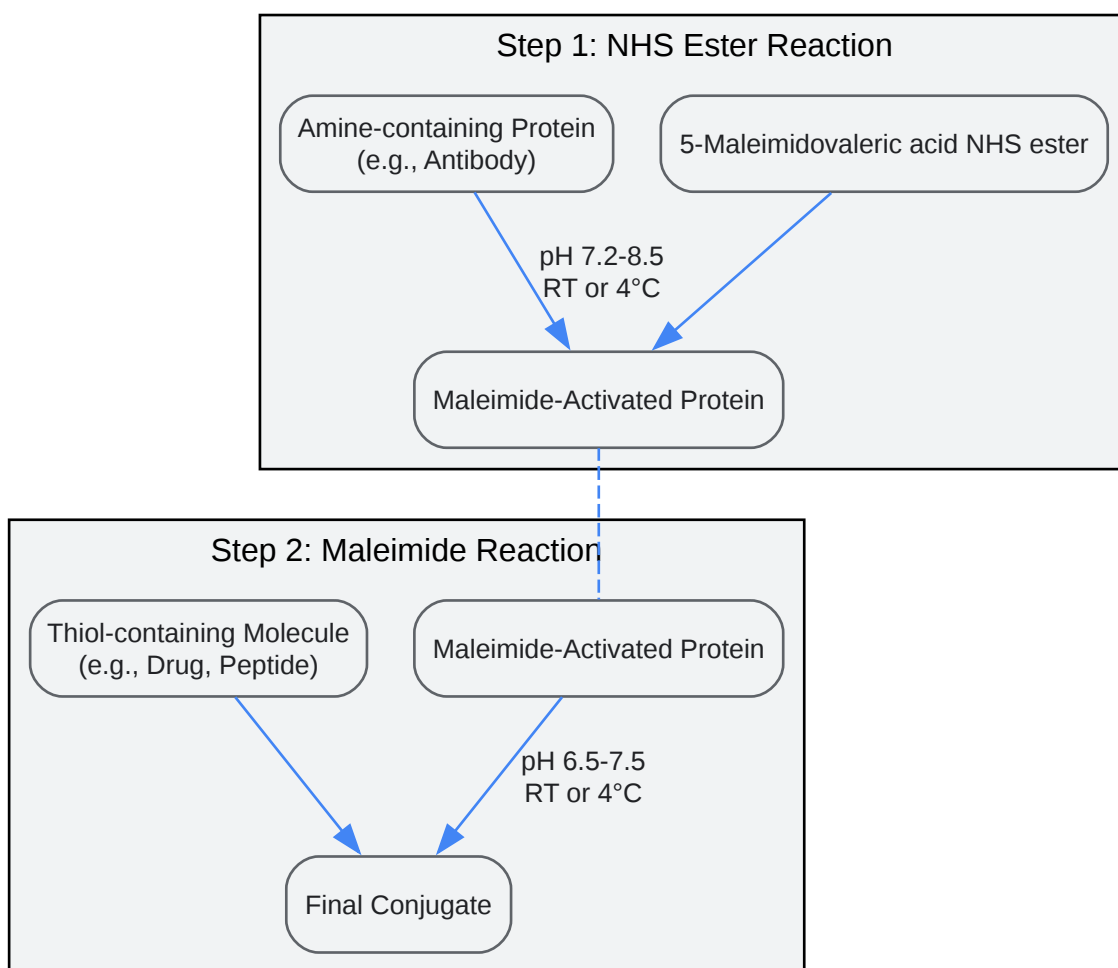 Step 1: NHS Ester Reaction
Amine-containing Protein
(e.g., Antibody)
5-Maleimidovaleric acid NHS ester
pH 7.2-8.5
RT or 4°C
Maleimide-Activated Protein
Step 2: Maleimide Reaction
Thiol-containing Molecule
(e.g., Drug, Peptide)
Maleimide-Activated Protein
pH 6.5-7.5
RT or 4°C
Final Conjugate